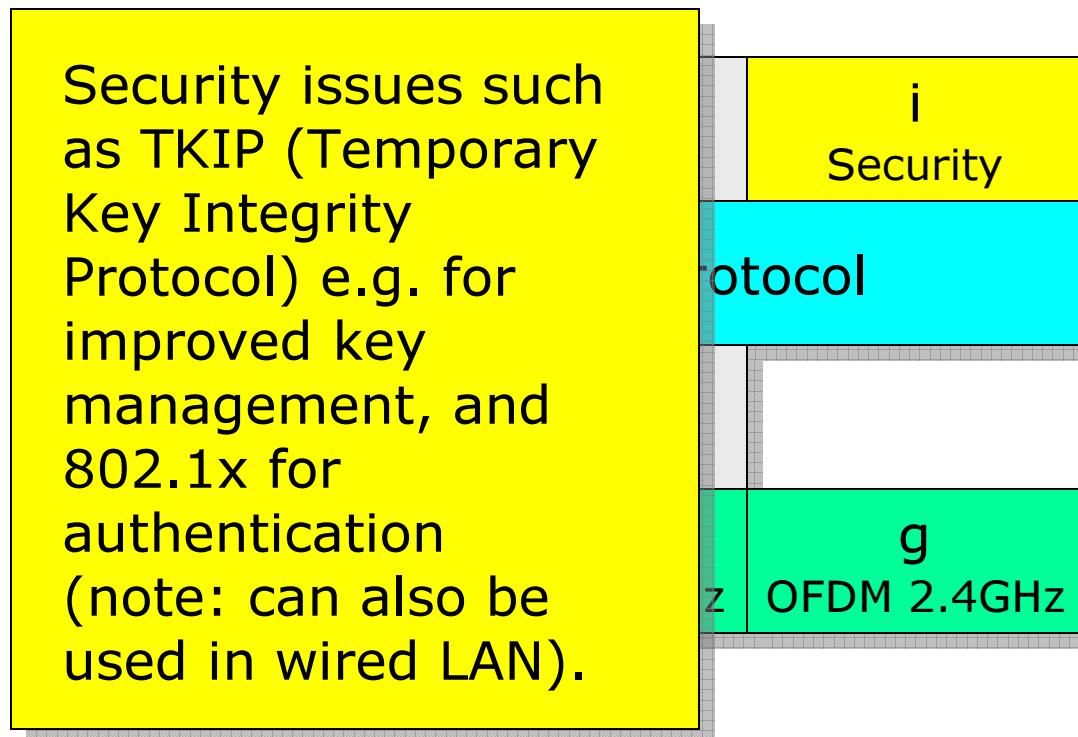 Security issues such
as TKIP (Temporary
Key Integrity
Protocol) e.g. for
improved key
management, and
802.1x for
authentication
(note: can also be
used in wired LAN).
i
Security
otocol
z
g
OFDM 2.4GHz